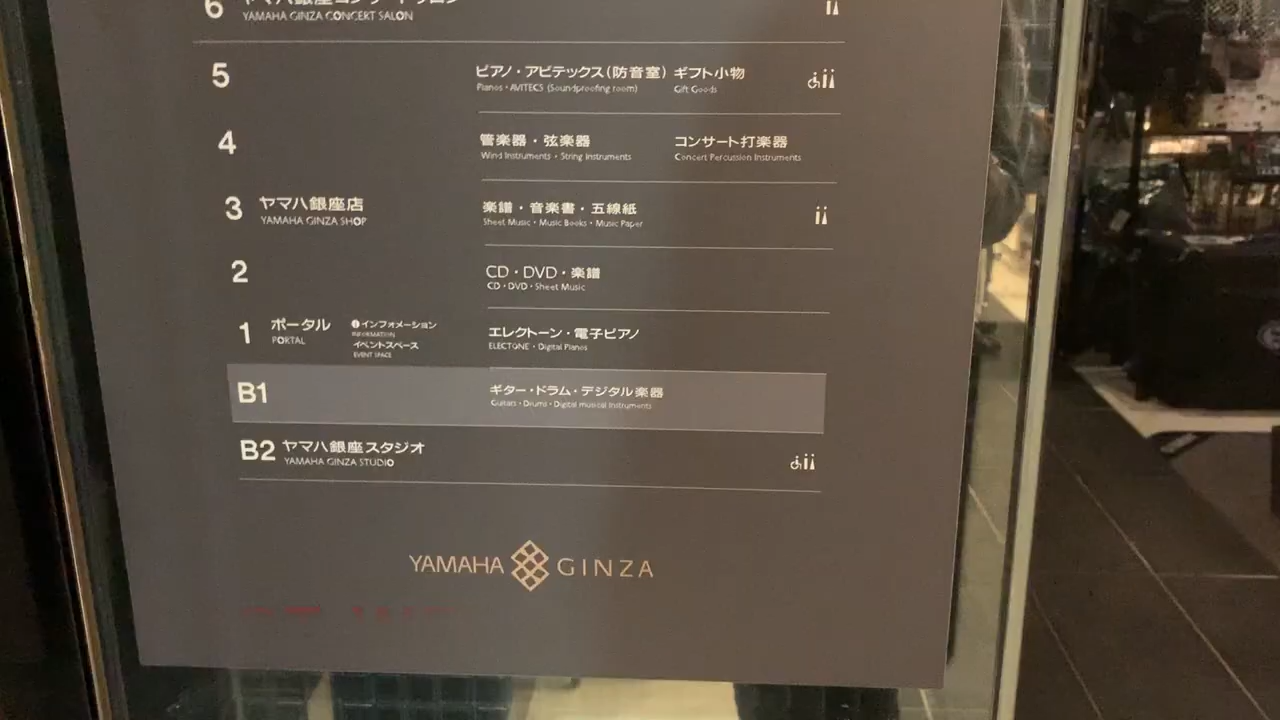 6
YAMAHA GINZA CONCERT SALON
5 ピアノ・アビテックス(防音室) ギフト小物
Pianos・AVITECS (Soundproofing room) Gift Goods
4 管楽器・弦楽器 コンサート打楽器
Wind Instruments・String Instruments Concert Percussion Instruments
3 ヤマハ銀座店 楽譜・音楽書・五線紙
YAMAHA GINZA SHOP Sheet Music・Music Books・Music Paper
2 CD・DVD・楽譜
CD・DVD・Sheet Music
1 ポータル インフォメーション エレクトーン・電子ピアノ
PORTAL INFORMATION ELECTONE・Digital Pianos
イベントスペース
EVENT SPACE
B1 ギター・ドラム・デジタル楽器
Guitars・Drums・Digital musical instruments
B2 ヤマハ銀座スタジオ
YAMAHA GINZA STUDIO
YAMAHA GINZA